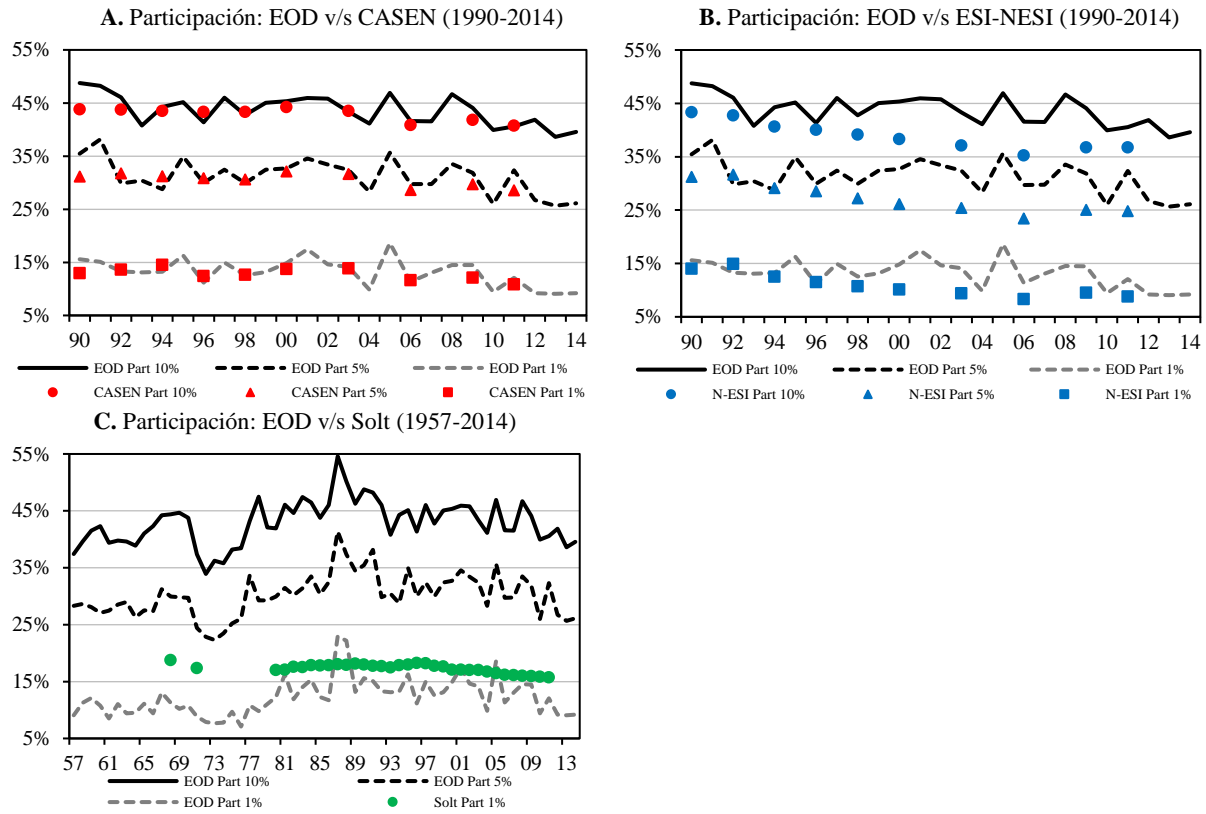 A. Participación: EOD v/s CASEN (1990-2014)
55%
45%
35%
25%
15%
5%
90 92 94 96 98 00 02 04 06 08 10 12 14
EOD Part 10% EOD Part 5% EOD Part 1%
CASEN Part 10% CASEN Part 5% CASEN Part 1%
B. Participación: EOD v/s ESI-NESI (1990-2014)
55%
45%
35%
25%
15%
5%
90 92 94 96 98 00 02 04 06 08 10 12 14
EOD Part 10% EOD Part 5% EOD Part 1%
N-ESI Part 10% N-ESI Part 5% N-ESI Part 1%
C. Participación: EOD v/s Solt (1957-2014)
55%
45%
35%
25%
15%
5%
57 61 65 69 73 77 81 85 89 93 97 01 05 09 13
EOD Part 10% EOD Part 5%
EOD Part 1% Solt Part 1%